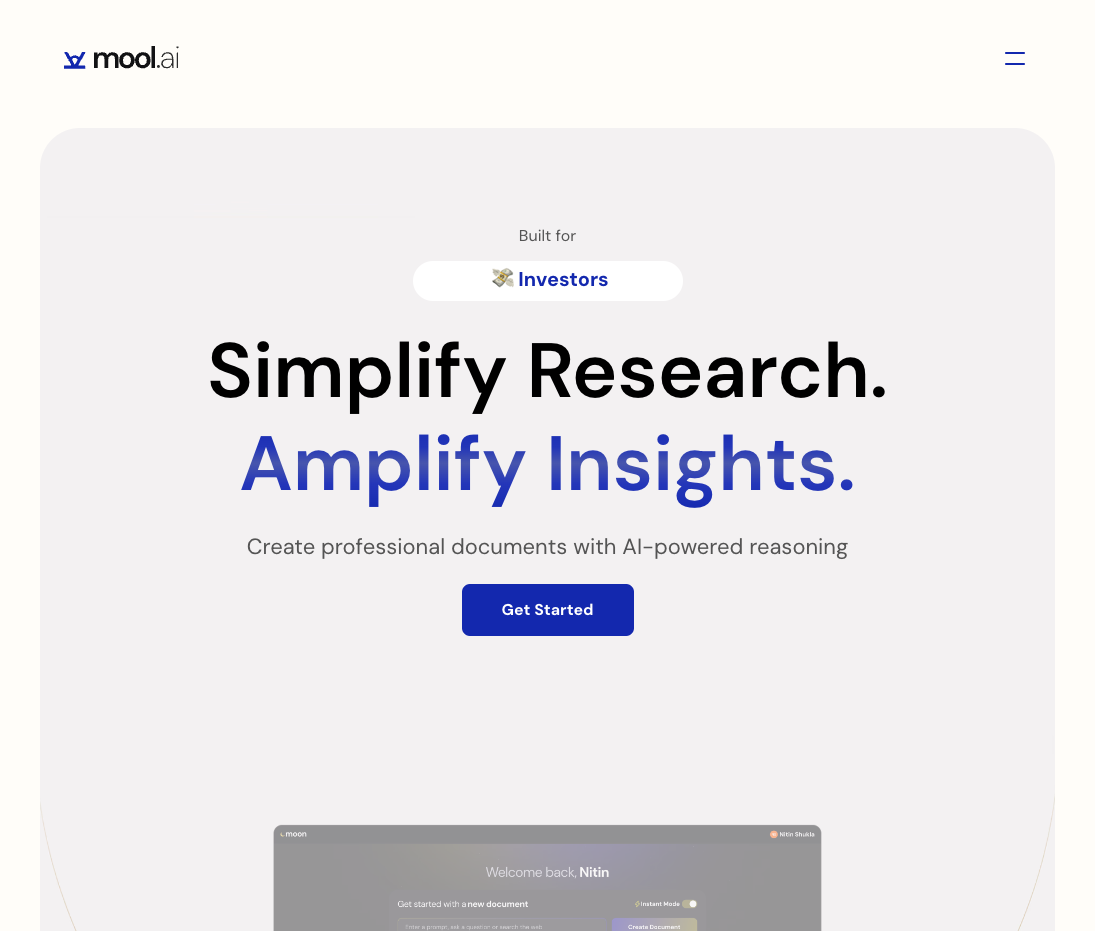 mool.ai
Built for
💸 Investors
Simplify Research.
Amplify Insights.
Create professional documents with AI-powered reasoning
Get Started
moon
Nitin Shukla
Welcome back, Nitin
Get started with a new document
⚡Instant Mode
Enter a prompt, ask a question or search the web
Create Document